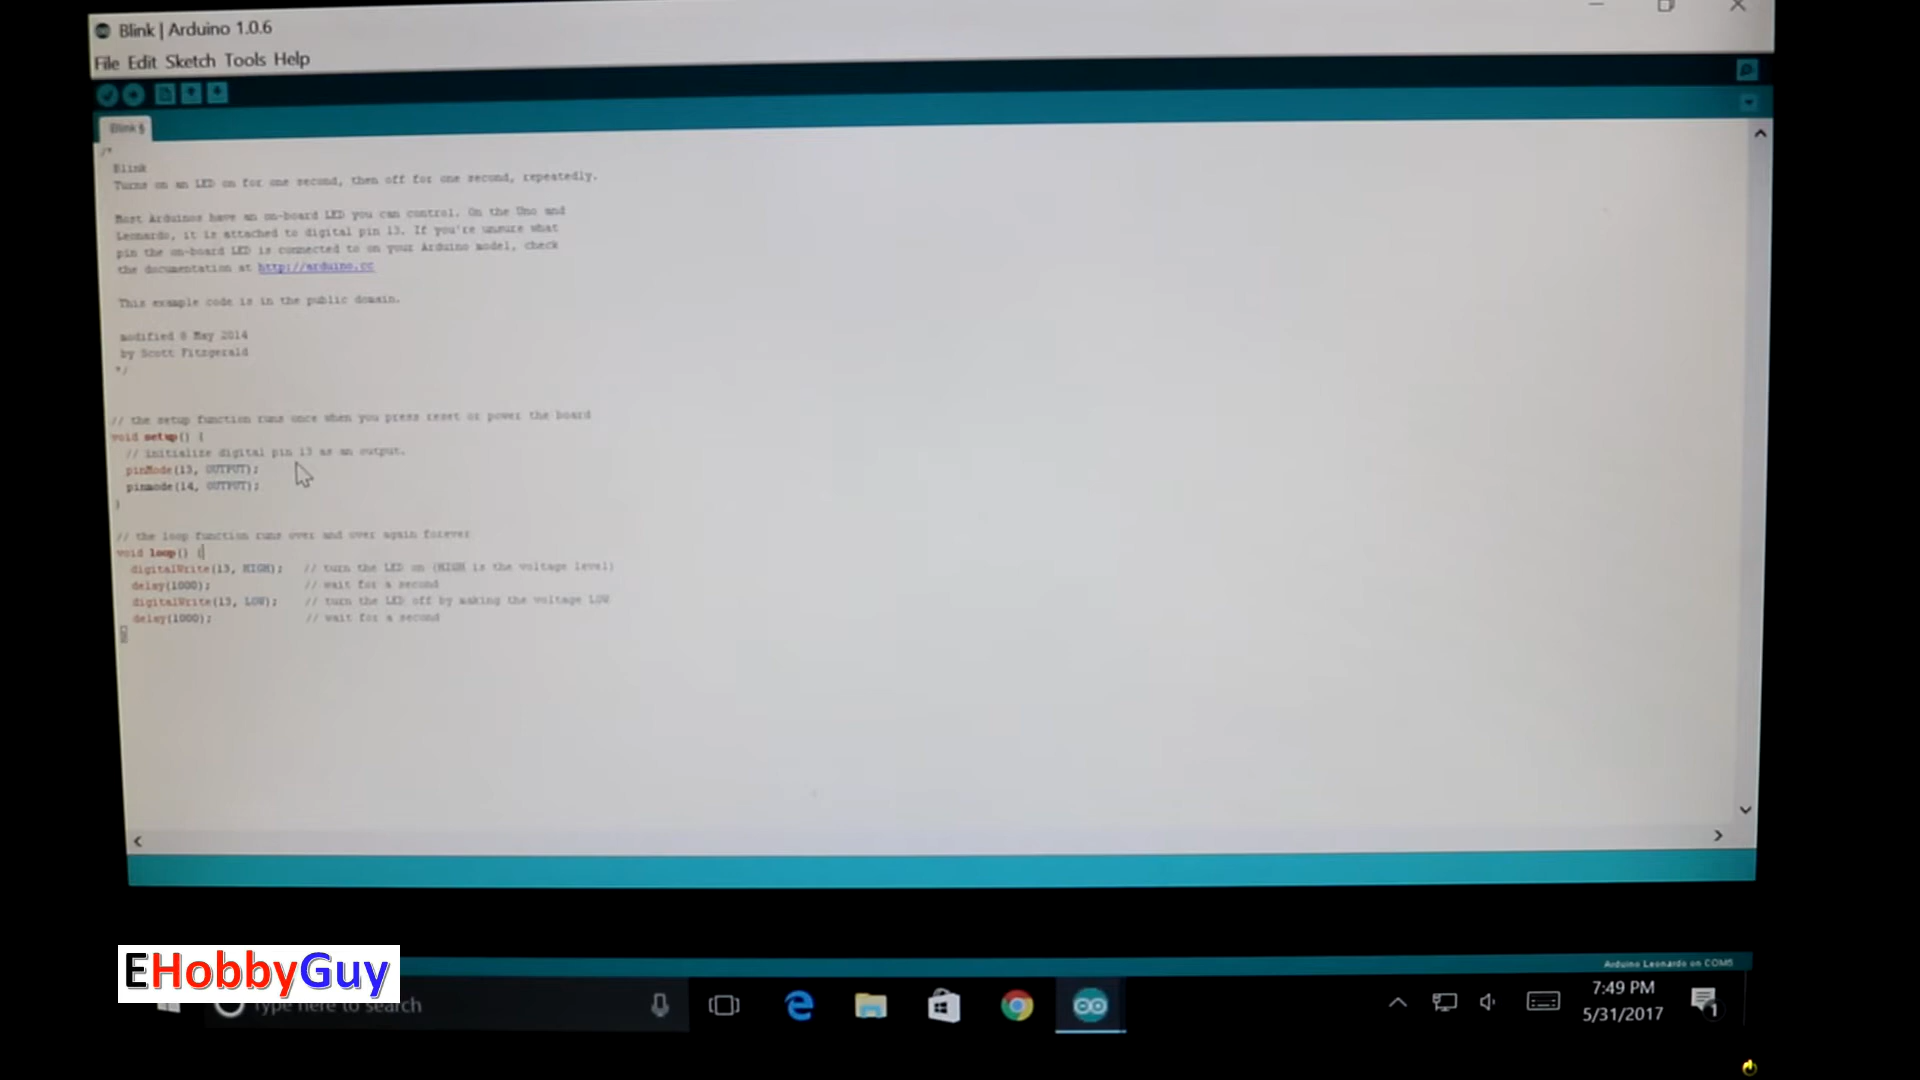 Blink | Arduino 1.0.6
File Edit Sketch Tools Help
Blink §
/*
Blink
Turns on an LED on for one second, then off for one second, repeatedly.
Most Arduinos have an on-board LED you can control. On the Uno and
Leonardo, it is attached to digital pin 13. If you're unsure what
pin the on-board LED is connected to on your Arduino model, check
the documentation at http://arduino.cc
This example code is in the public domain.
modified 8 May 2014
by Scott Fitzgerald
*/
// the setup function runs once when you press reset or power the board
void setup() {
// initialize digital pin 13 as an output.
pinMode(13, OUTPUT);
pinmode(14, OUTPUT);
}
// the loop function runs over and over again forever
void loop() {
digitalWrite(13, HIGH); // turn the LED on (HIGH is the voltage level)
delay(1000); // wait for a second
digitalWrite(13, LOW); // turn the LED off by making the voltage LOW
delay(1000); // wait for a second
}
Arduino Leonardo on COM5
EHobbyGuy
Type here to search
7:49 PM
5/31/2017
1